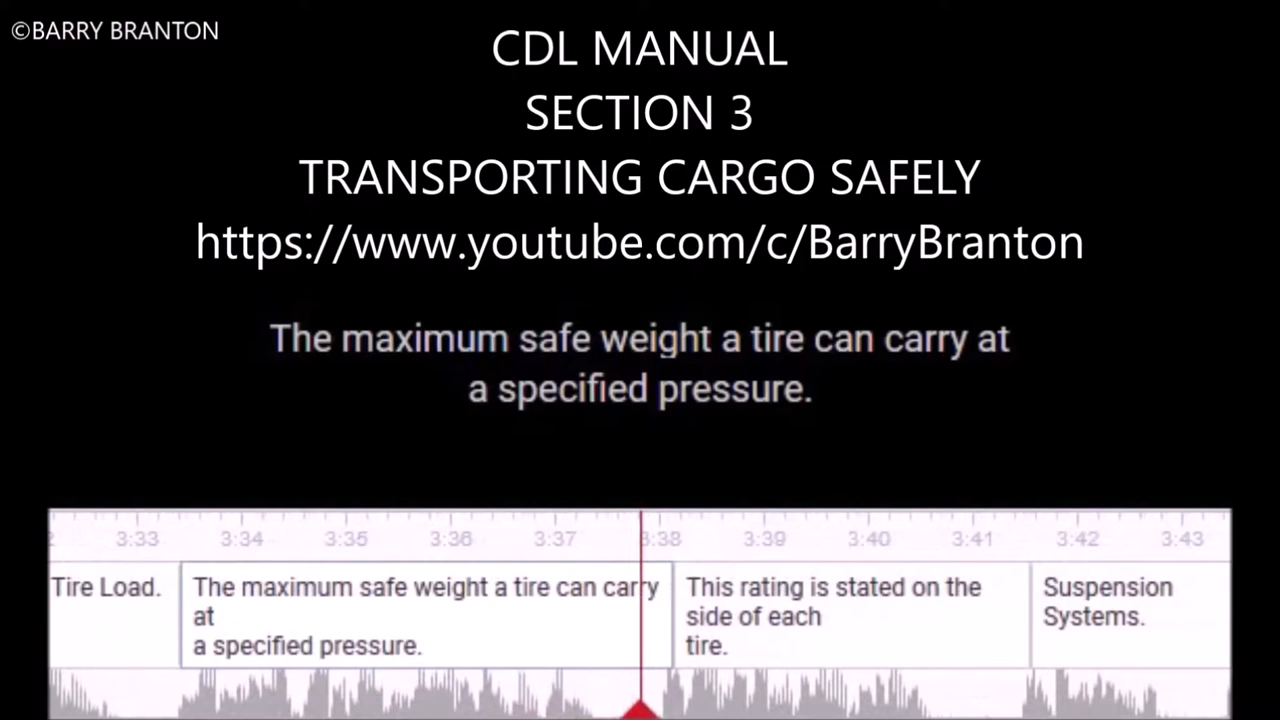 ©BARRY BRANTON
CDL MANUAL
SECTION 3
TRANSPORTING CARGO SAFELY
https://www.youtube.com/c/BarryBranton
The maximum safe weight a tire can carry at
a specified pressure.
3:33 3:34 3:35 3:36 3:37 3:38 3:39 3:40 3:41 3:42 3:43
Tire Load.
The maximum safe weight a tire can carry
at
a specified pressure.
This rating is stated on the
side of each
tire.
Suspension
Systems.